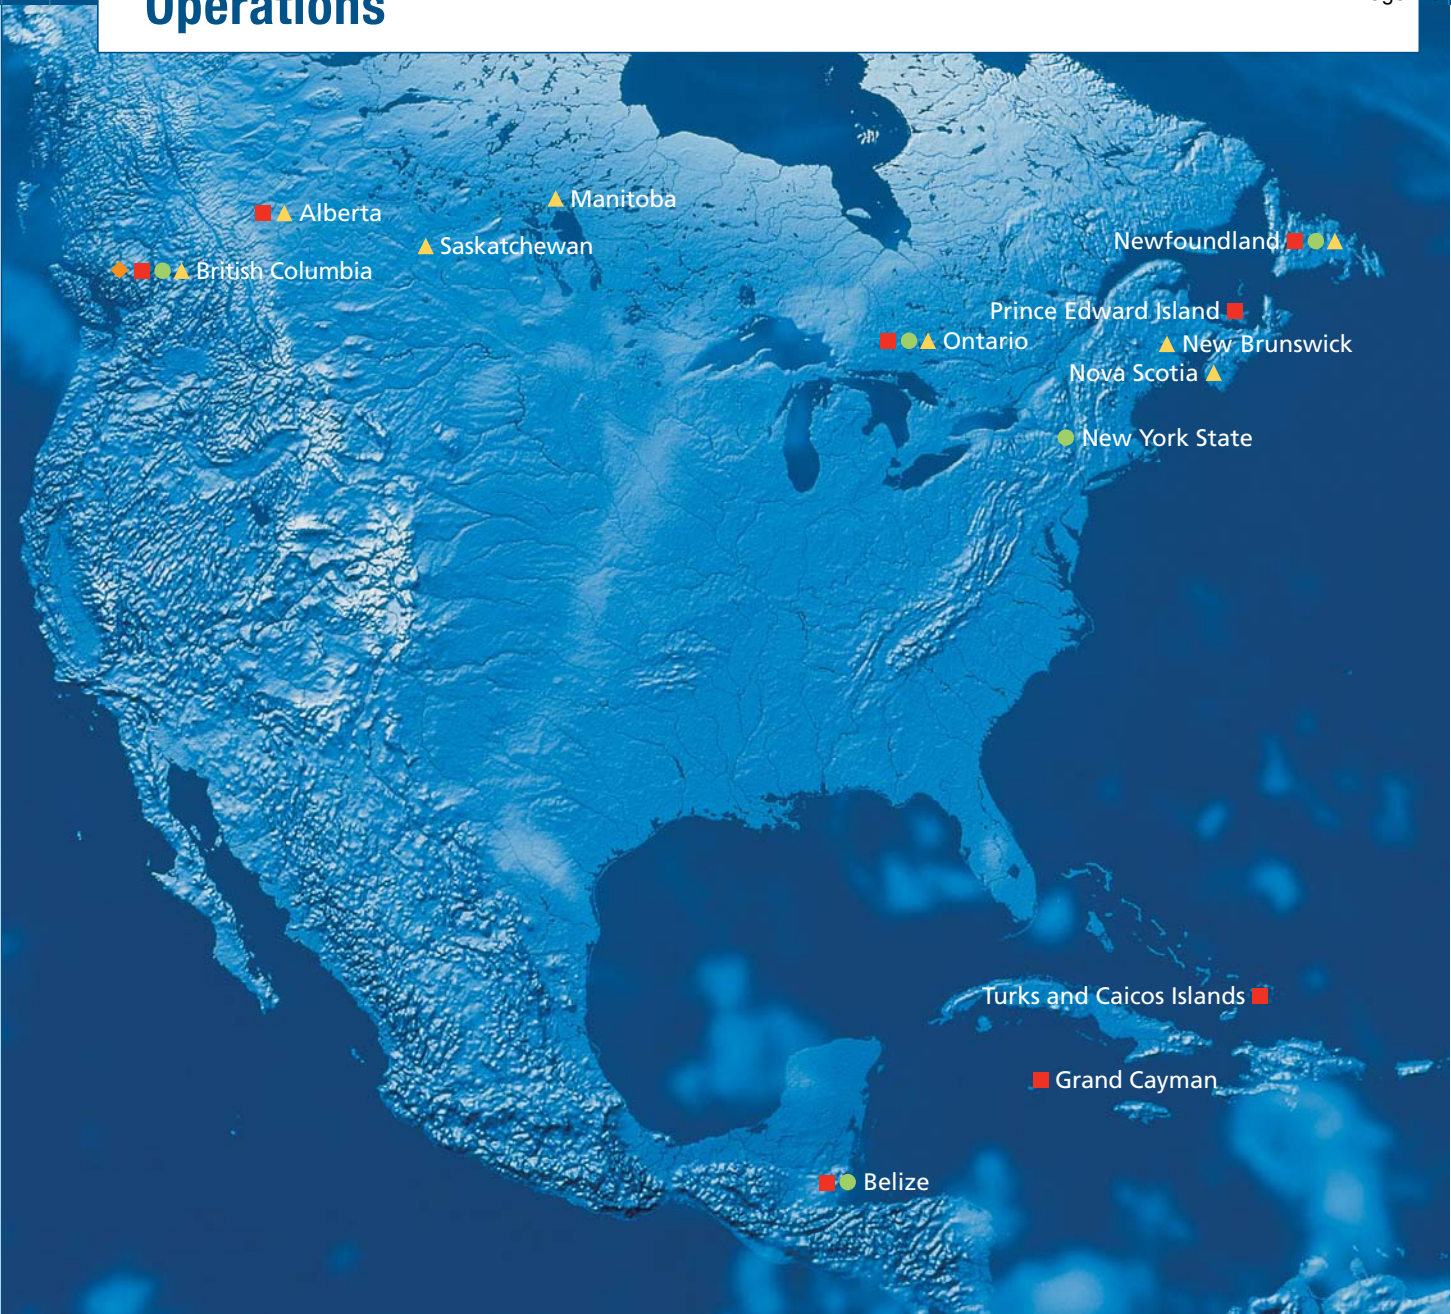 Operations
Manitoba
Alberta
Saskatchewan
Newfoundland
British Columbia
Prince Edward Island
Ontario
New Brunswick
Nova Scotia
New York State
Turks and Caicos Islands
Grand Cayman
Belize